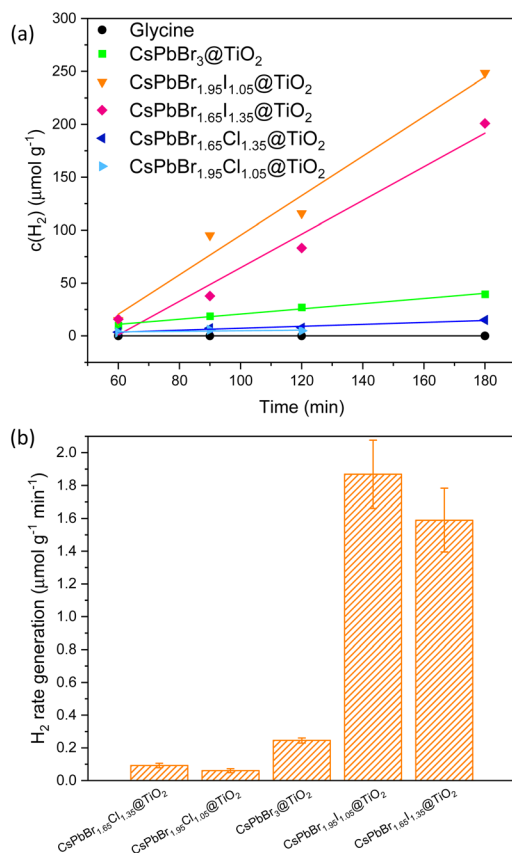 (a)
300
250
200
150
100
50
0
c(H₂) (μmol g⁻¹)
Glycine
CsPbBr₃@TiO₂
CsPbBr₁.₉₅I₁.₀₅@TiO₂
CsPbBr₁.₆₅I₁.₃₅@TiO₂
CsPbBr₁.₆₅Cl₁.₃₅@TiO₂
CsPbBr₁.₉₅Cl₁.₀₅@TiO₂
60 80 100 120 140 160 180
Time (min)
(b)
2.0
1.8
1.6
1.4
1.2
1.0
0.8
0.6
0.4
0.2
0.0
H₂ rate generation (μmol g⁻¹ min⁻¹)
CsPbBr₁.₆₅Cl₁.₃₅@TiO₂
CsPbBr₁.₉₅Cl₁.₀₅@TiO₂
CsPbBr₃@TiO₂
CsPbBr₁.₉₅I₁.₀₅@TiO₂
CsPbBr₁.₆₅I₁.₃₅@TiO₂